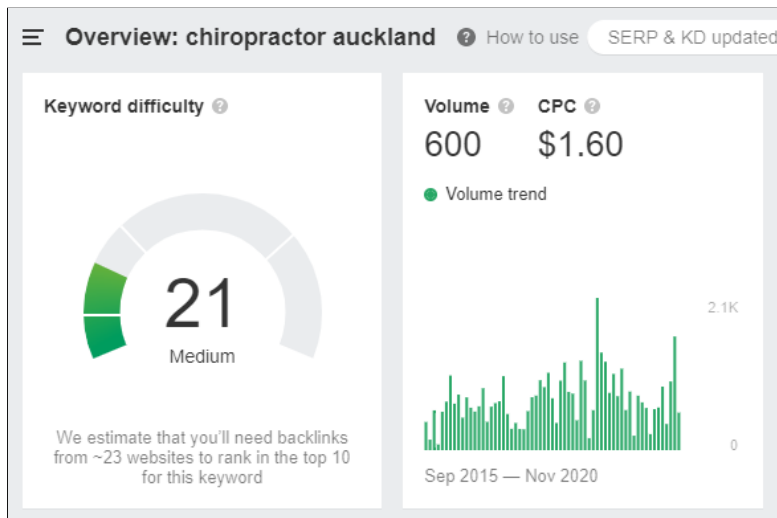 Overview: chiropractor auckland ? How to use SERP & KD updated
Keyword difficulty ?
21
Medium
We estimate that you'll need backlinks
from ~23 websites to rank in the top 10
for this keyword
Volume ? CPC ?
600 $1.60
Volume trend
2.1K
0
Sep 2015 — Nov 2020